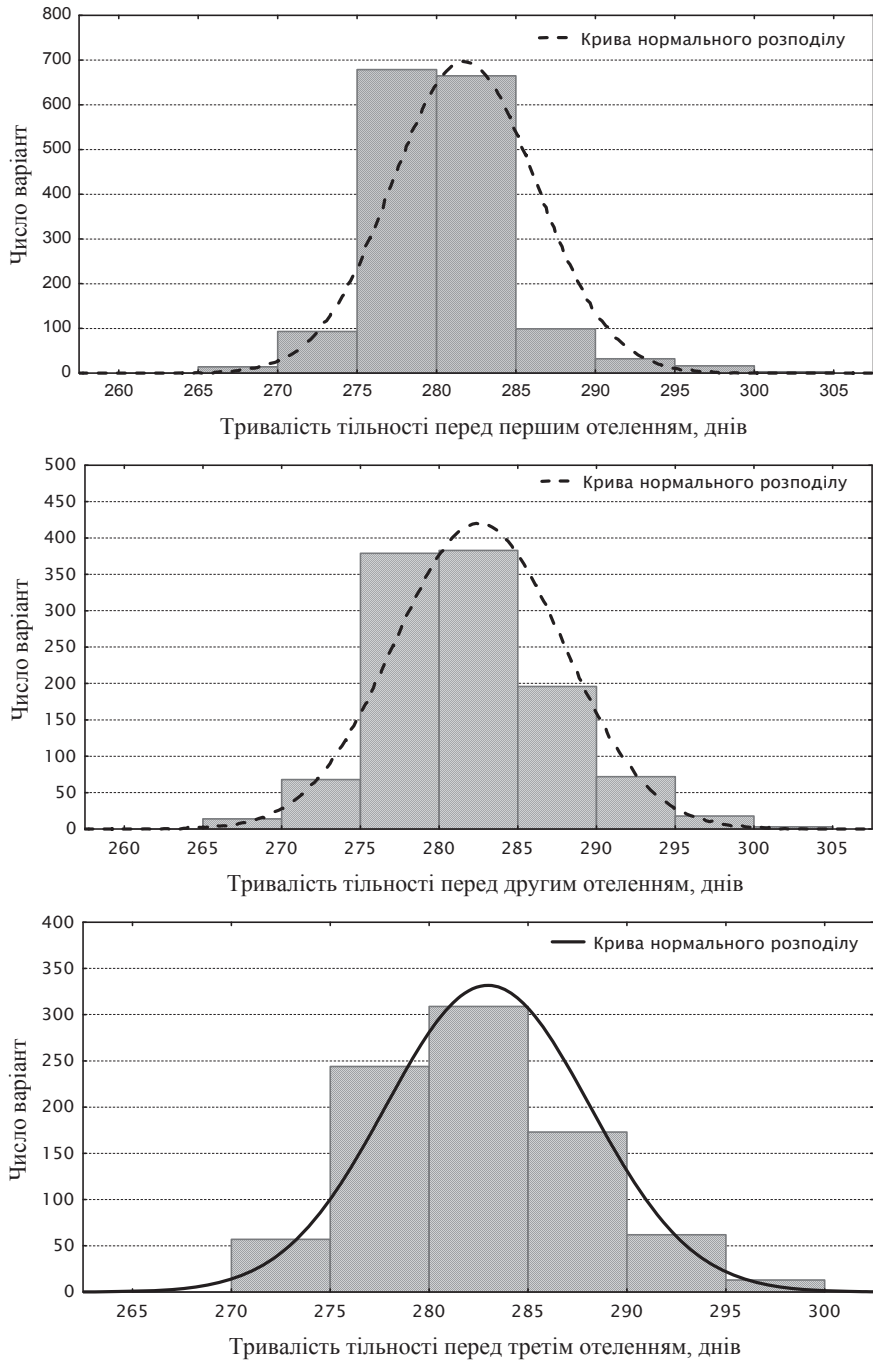 800
Крива нормального розподілу
700
600
500
400
300
200
100
0
Число варіант
260 265 270 275 280 285 290 295 300 305
Тривалість тільності перед першим отеленням, днів
500
Крива нормального розподілу
450
400
350
300
250
200
150
100
50
0
Число варіант
260 265 270 275 280 285 290 295 300 305
Тривалість тільності перед другим отеленням, днів
400
Крива нормального розподілу
350
300
250
200
150
100
50
0
Число варіант
265 270 275 280 285 290 295 300
Тривалість тільності перед третім отеленням, днів